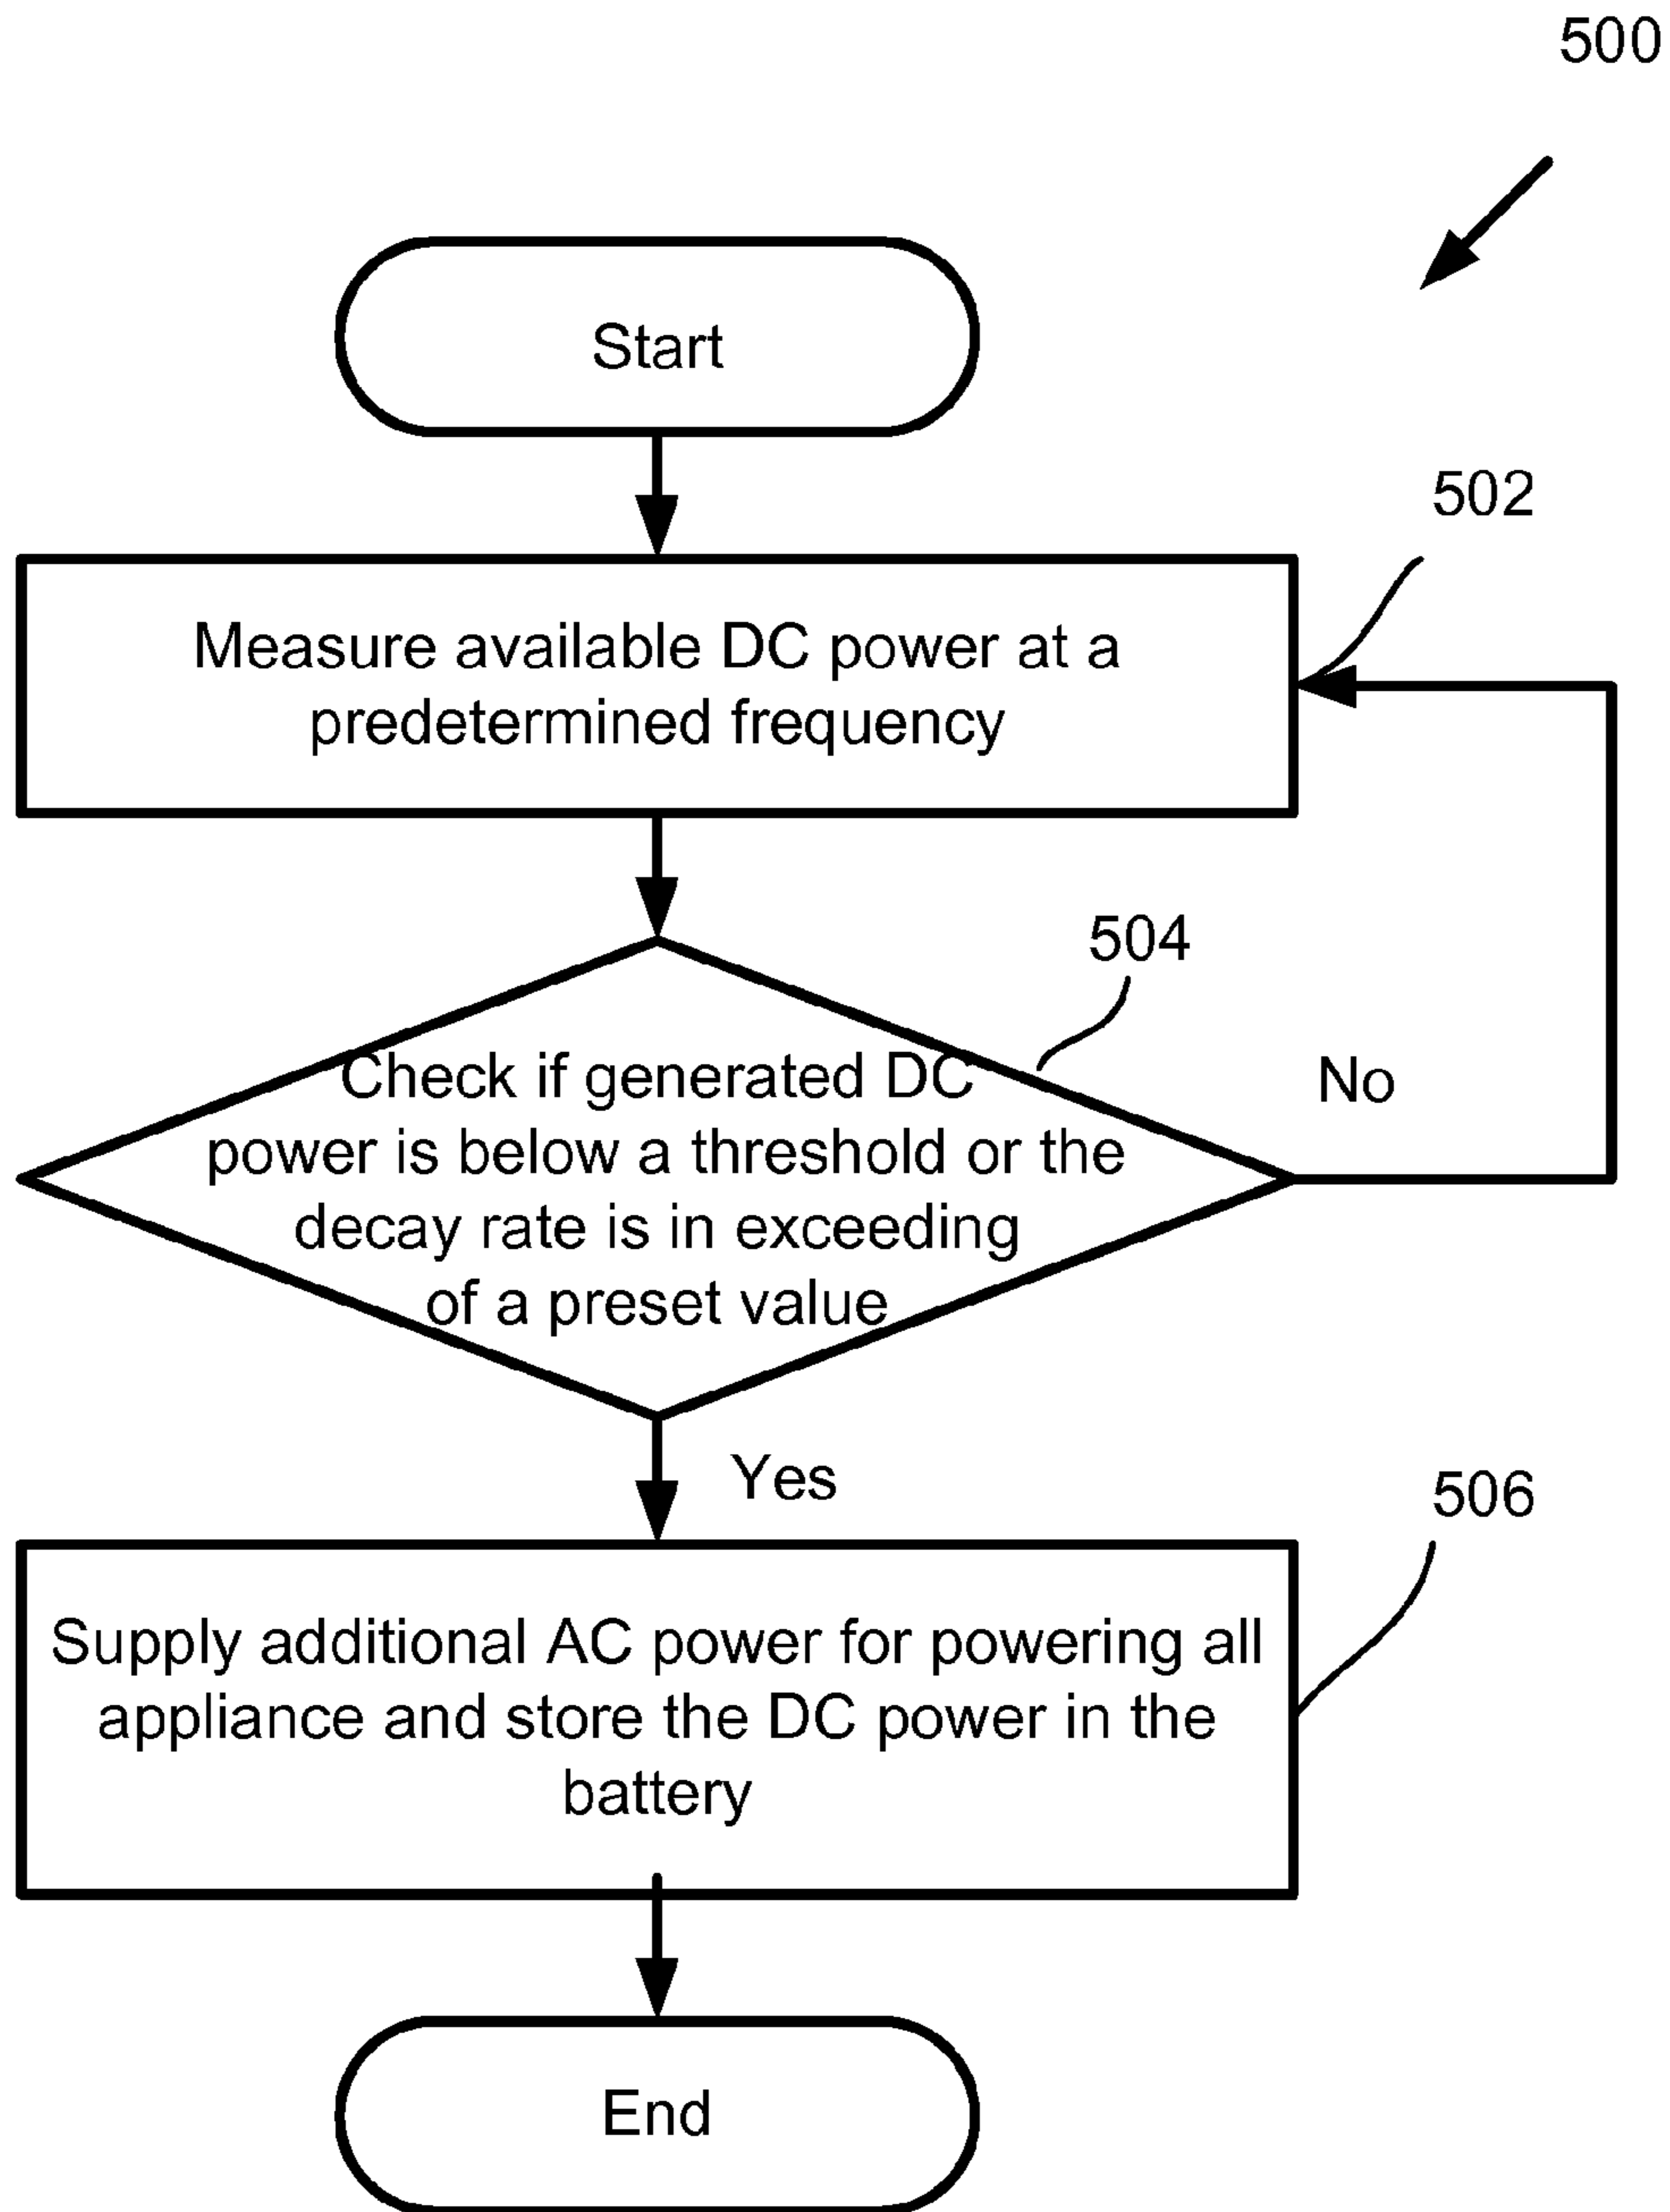 500
Start
502
Measure available DC power at a
predetermined frequency
504
Check if generated DC
power is below a threshold or the
decay rate is in exceeding
of a preset value
No
Yes
506
Supply additional AC power for powering all
appliance and store the DC power in the
battery
End